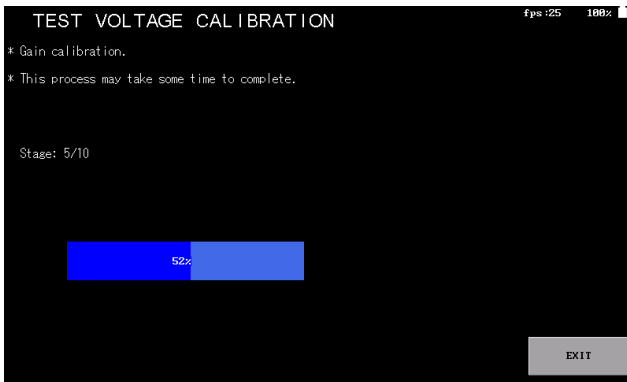 TEST VOLTAGE CALIBRATION
fps:25 100%
* Gain calibration.
* This process may take some time to complete.
Stage: 5/10
52%
EXIT